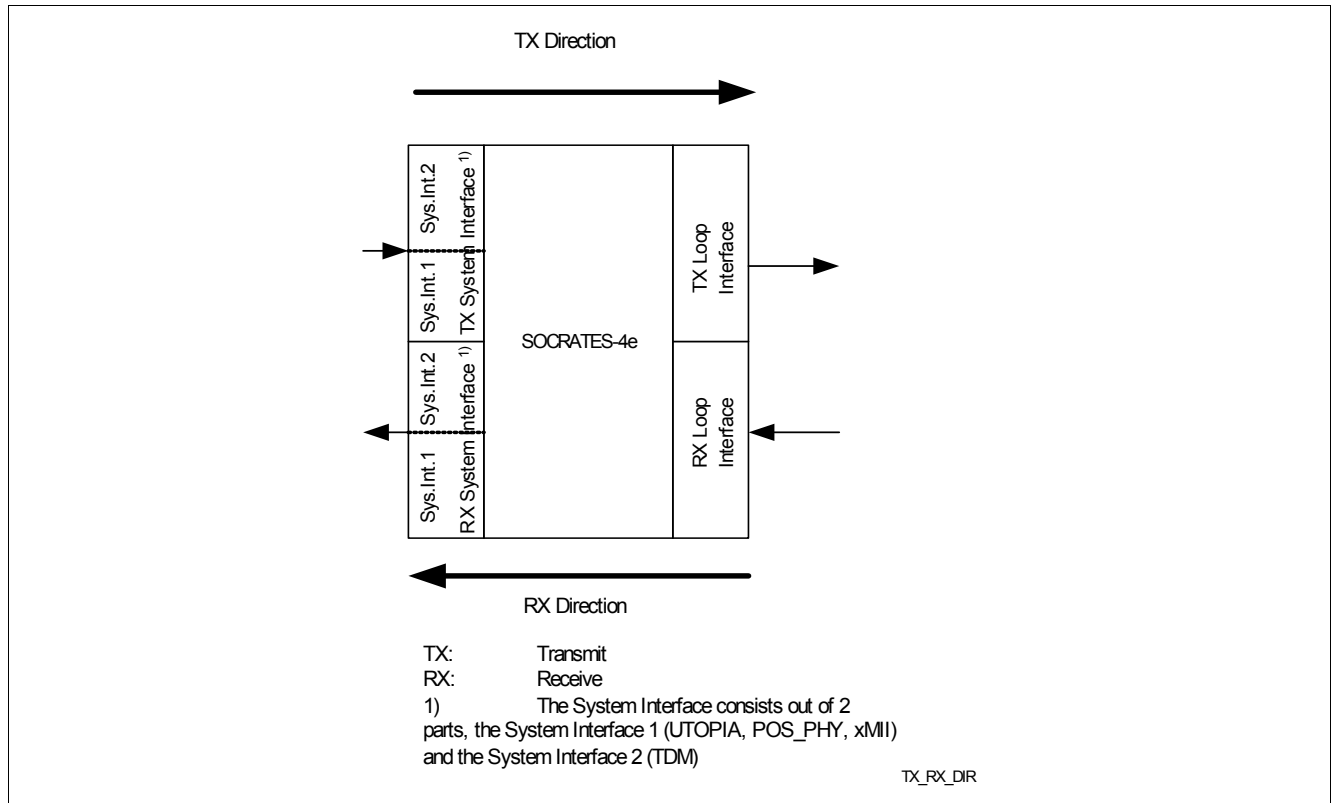 TX Direction
Sys.Int.2
TX System Interface 1)
Sys.Int.1
TX Loop
Interface
SOCRATES-4e
Sys.Int.2
RX System Interface 1)
Sys.Int.1
RX Loop
Interface
RX Direction
TX: Transmit
RX: Receive
1) The System Interface consists out of 2
parts, the System Interface 1 (UTOPIA, POS_PHY, xMII)
and the System Interface 2 (TDM)
TX_RX_DIR